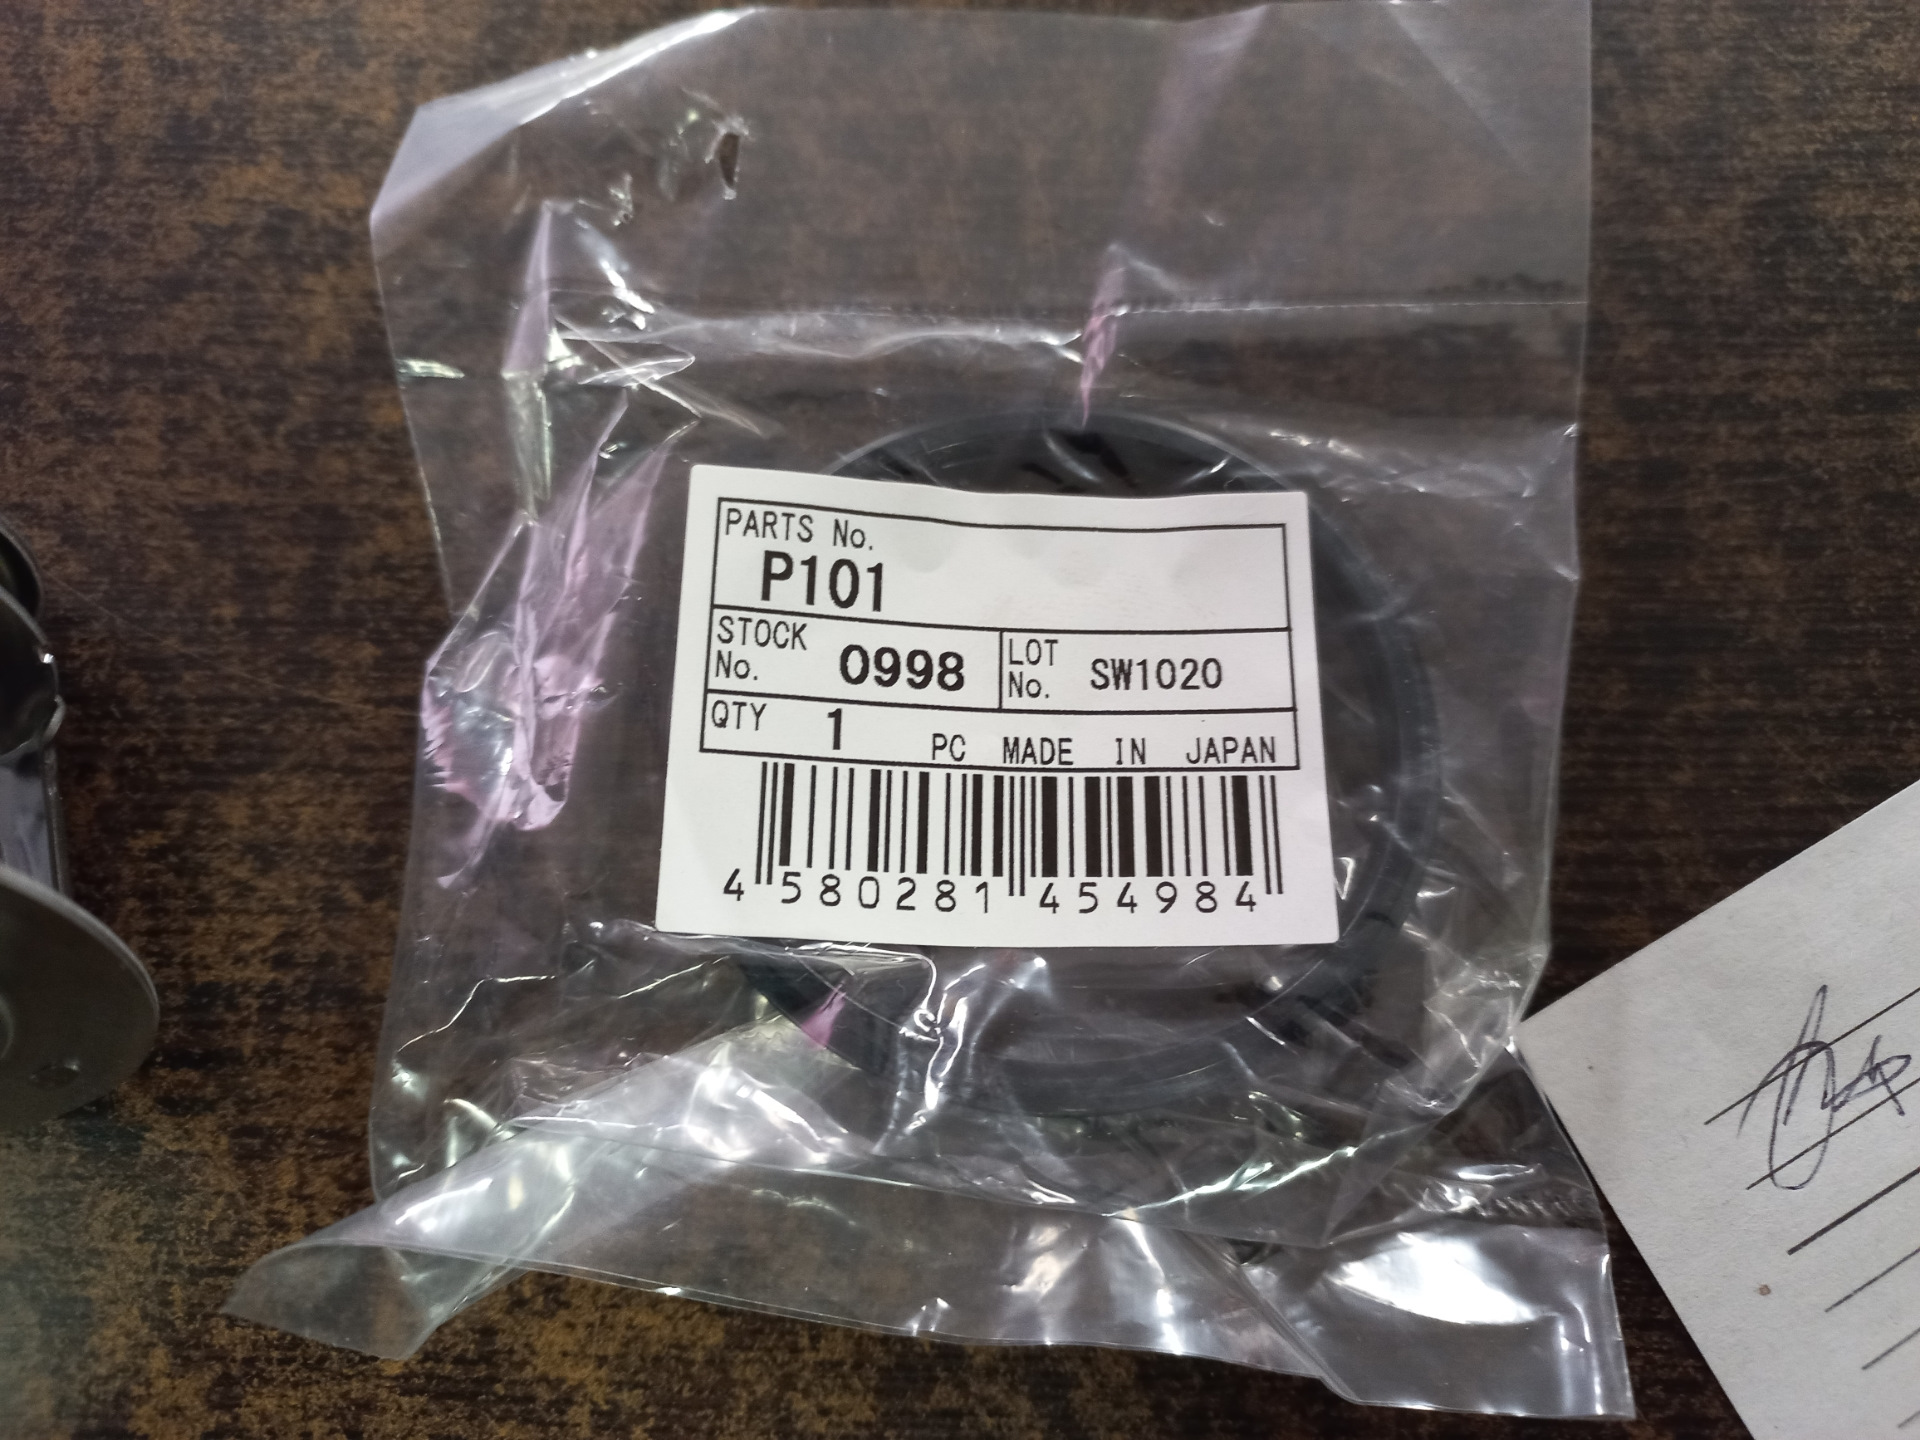 PARTS No.
P101
STOCK No. 0998
LOT No. SW1020
QTY 1 PC MADE IN JAPAN
4 580281 454984